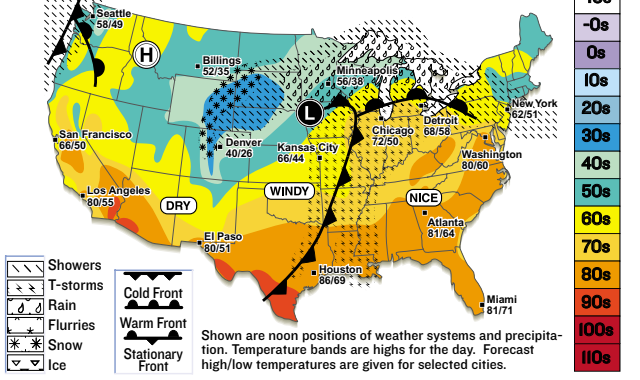 Seattle
58/49
H
Billings
52/35
Minneapolis
56/38
L
New York
62/51
Detroit
68/58
Chicago
72/50
San Francisco
66/50
Denver
40/26
Kansas City
66/44
Washington
80/60
Los Angeles
80/55
DRY
WINDY
NICE
Atlanta
81/64
El Paso
80/51
Houston
86/69
Miami
81/71
Showers
T-storms
Rain
Flurries
Snow
Ice
Cold Front
Warm Front
Stationary
Front
Shown are noon positions of weather systems and precipita-
tion. Temperature bands are highs for the day. Forecast
high/low temperatures are given for selected cities.
-0s
0s
10s
20s
30s
40s
50s
60s
70s
80s
90s
100s
110s